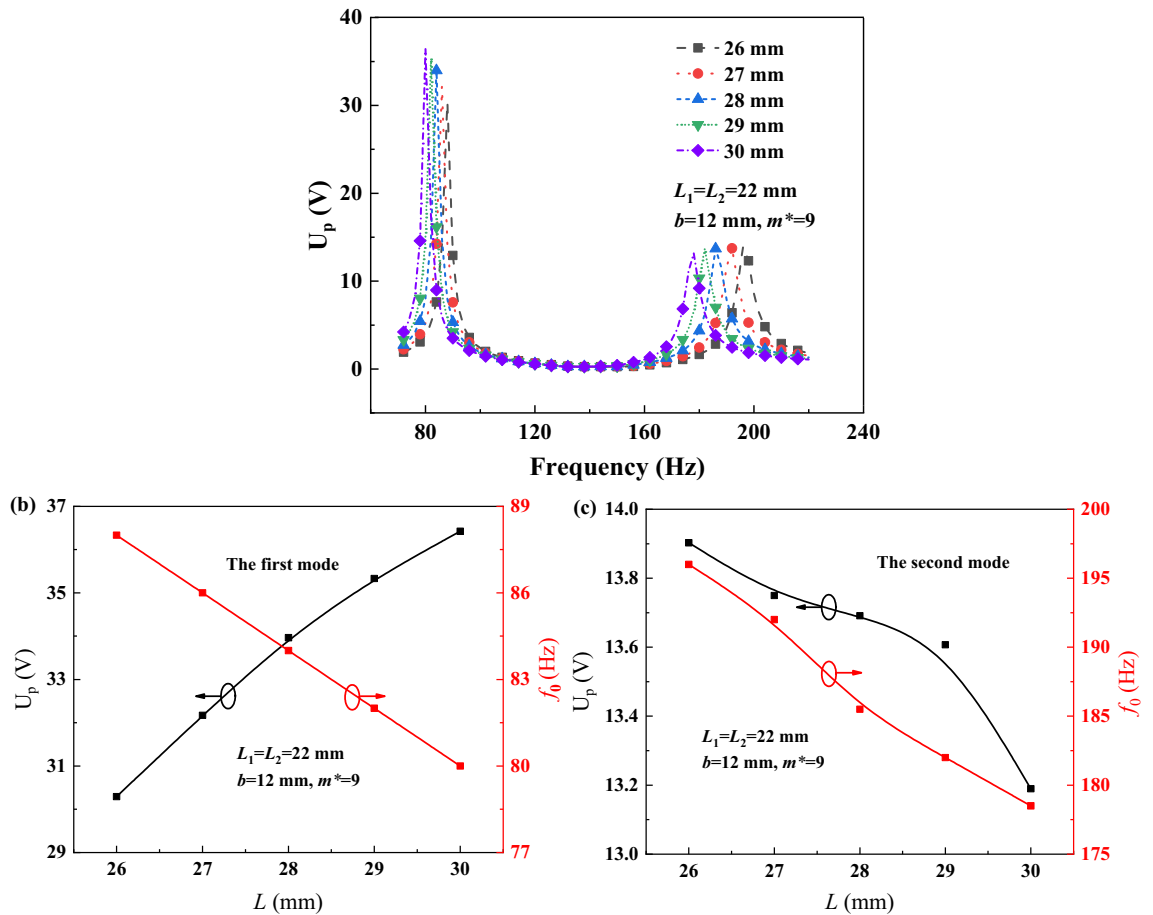 40
30
20
10
0
U_p (V)
26 mm
27 mm
28 mm
29 mm
30 mm
L_1=L_2=22 mm
b=12 mm, m*=9
80 120 160 200 240
Frequency (Hz)
(b)
37
35
33
31
29
U_p (V)
The first mode
L_1=L_2=22 mm
b=12 mm, m*=9
89
86
83
80
77
f_0 (Hz)
26 27 28 29 30
L (mm)
(c)
14.0
13.8
13.6
13.4
13.2
13.0
U_p (V)
The second mode
L_1=L_2=22 mm
b=12 mm, m*=9
200
195
190
185
180
175
f_0 (Hz)
26 27 28 29 30
L (mm)